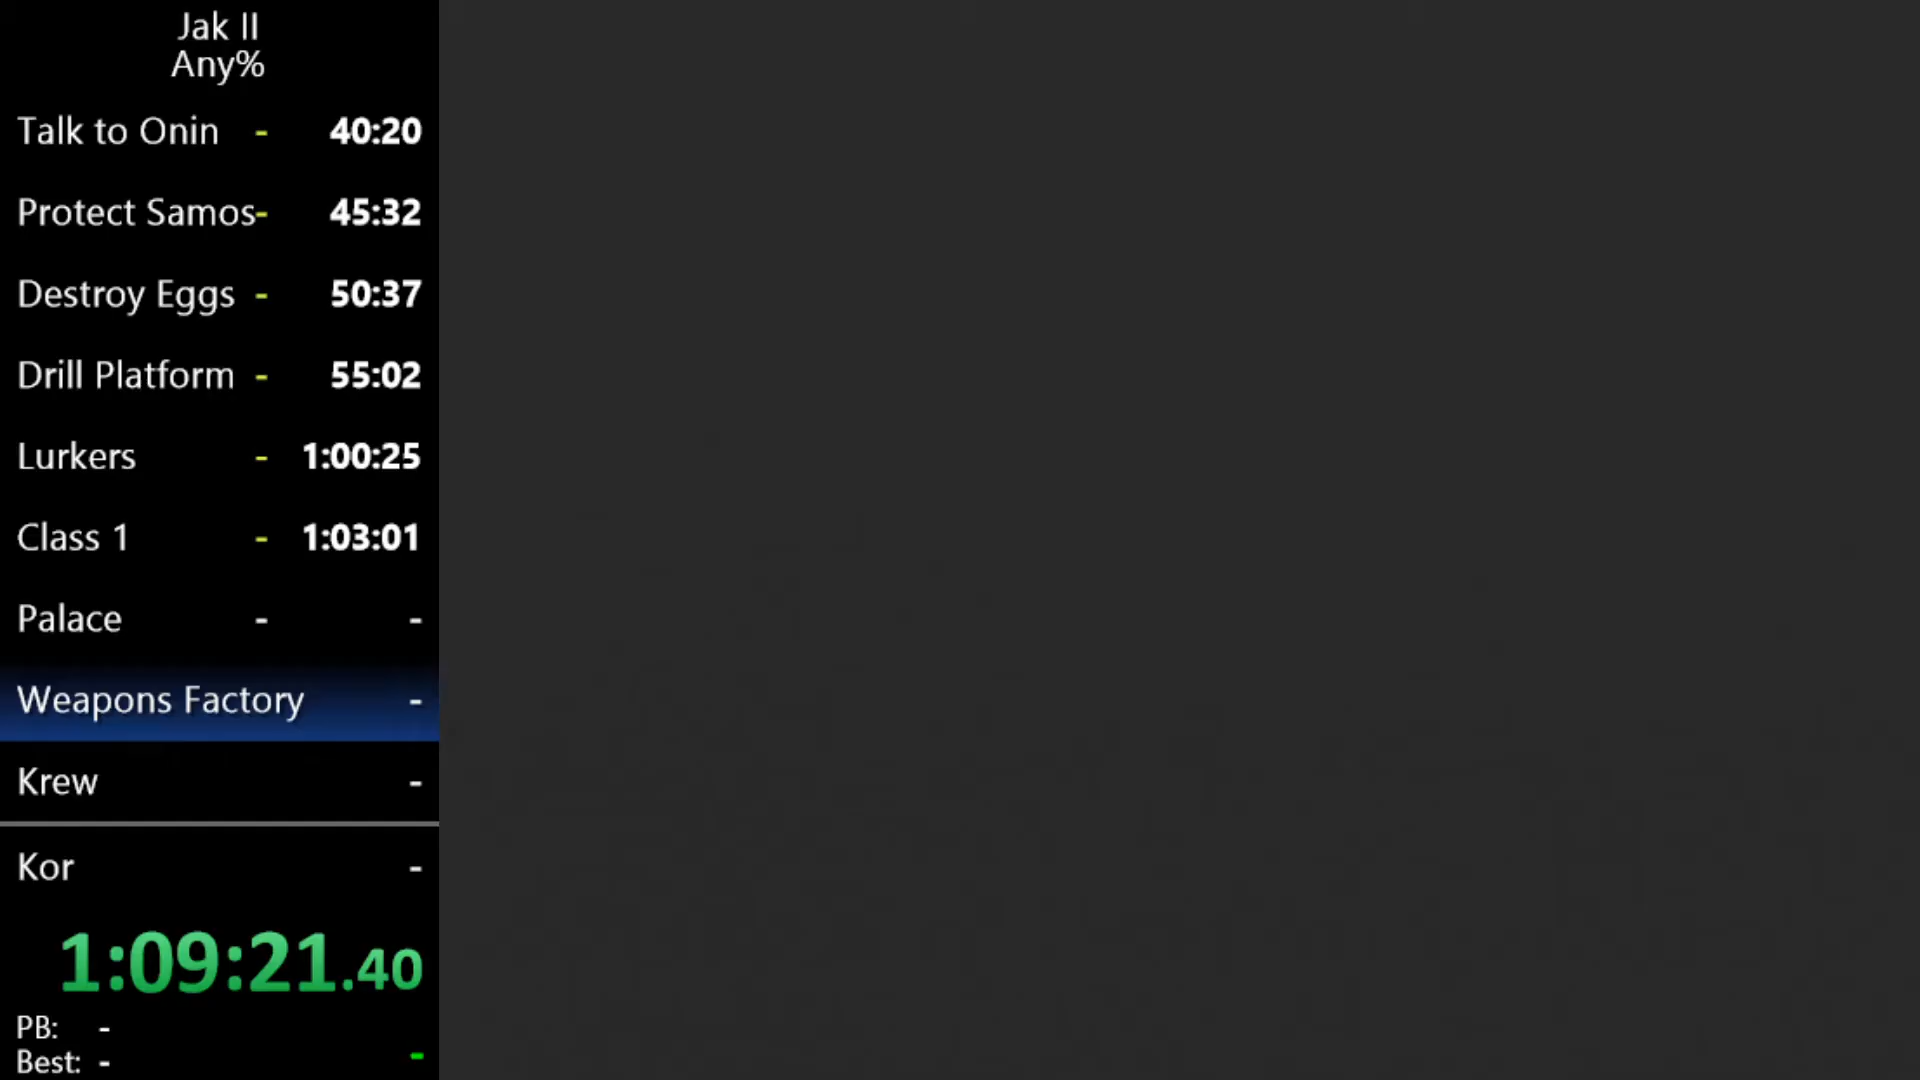 Jak II
Any%
Talk to Onin - 40:20
Protect Samos- 45:32
Destroy Eggs - 50:37
Drill Platform - 55:02
Lurkers - 1:00:25
Class 1 - 1:03:01
Palace - -
Weapons Factory -
Krew -
Kor -
1:09:21.40
PB: -
Best: - -